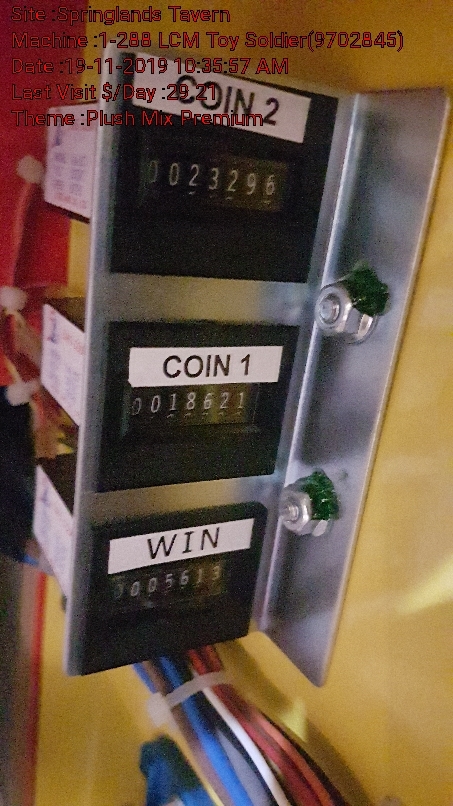 Site :Springlands Tavern
Machine :1-288 LCM Toy Soldier(9702845)
Date :19-11-2019 10:35:57 AM
Last Visit $/Day :29.21
Theme :Plush Mix Premium
COIN 2
0023296
COIN 1
0018621
WIN
0005613